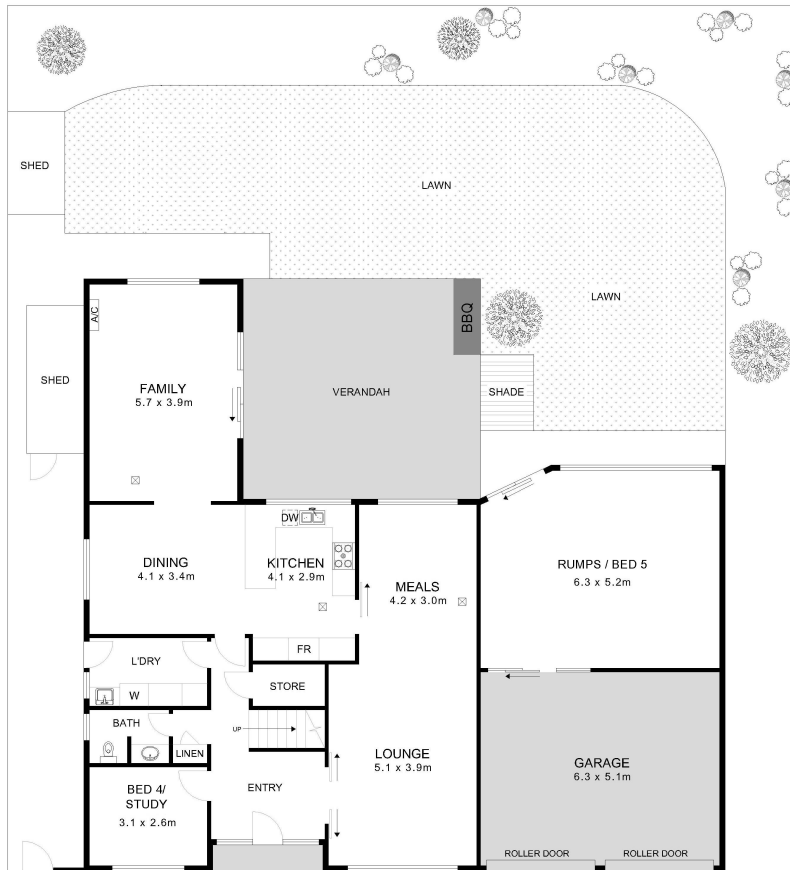 SHED
LAWN
LAWN
A/C
BBQ
SHED
FAMILY
5.7 x 3.9m
VERANDAH
SHADE
DW
DINING
4.1 x 3.4m
KITCHEN
4.1 x 2.9m
MEALS
4.2 x 3.0m
RUMPS / BED 5
6.3 x 5.2m
FR
L'DRY
W
STORE
BATH
UP
LINEN
LOUNGE
5.1 x 3.9m
GARAGE
6.3 x 5.1m
BED 4/
STUDY
3.1 x 2.6m
ENTRY
ROLLER DOOR
ROLLER DOOR